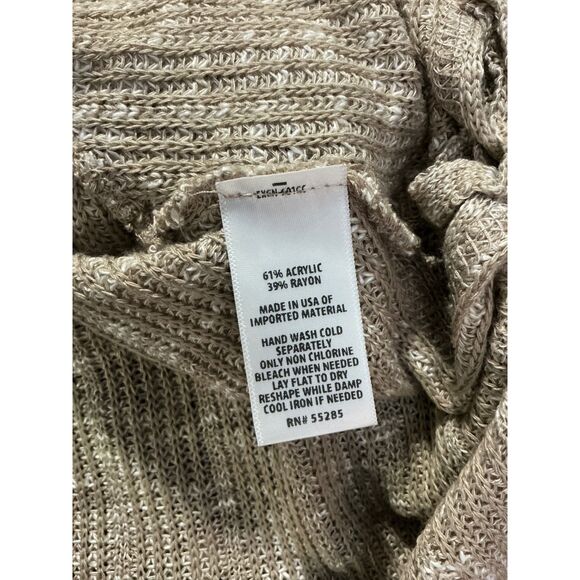 61% ACRYLIC
39% RAYON
MADE IN USA OF
IMPORTED MATERIAL
HAND WASH COLD
SEPARATELY
ONLY NON CHLORINE
BLEACH WHEN NEEDED
LAY FLAT TO DRY
RESHAPE WHILE DAMP
COOL IRON IF NEEDED
RN# 55285